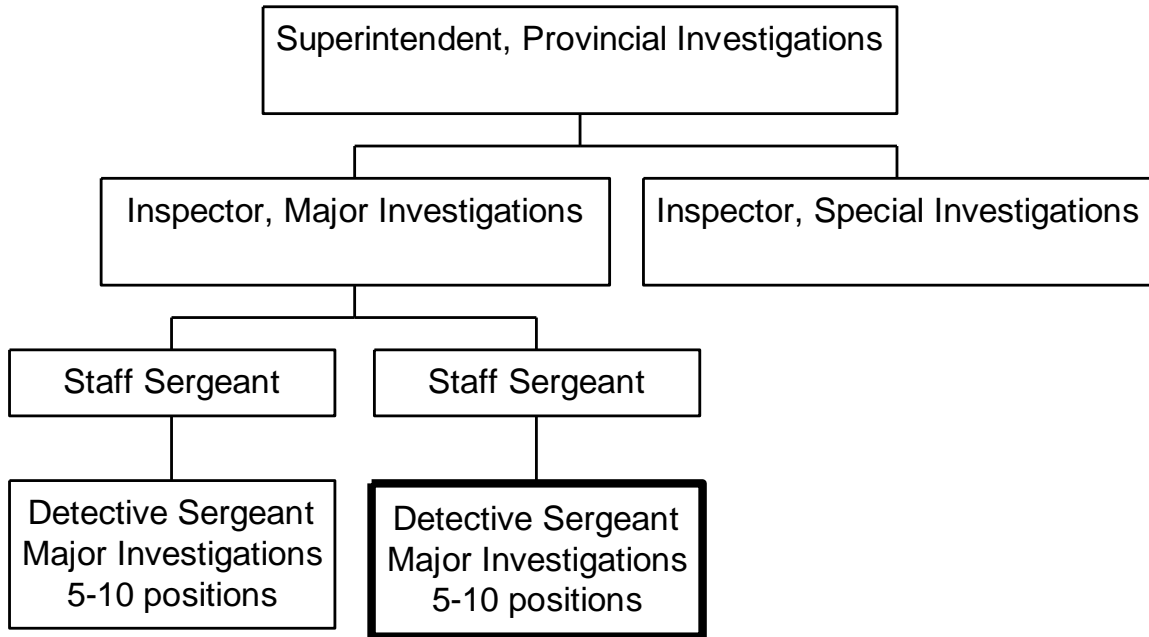 Superintendent, Provincial Investigations
Inspector, Major Investigations
Inspector, Special Investigations
Staff Sergeant
Staff Sergeant
Detective Sergeant
Major Investigations
5-10 positions
Detective Sergeant
Major Investigations
5-10 positions